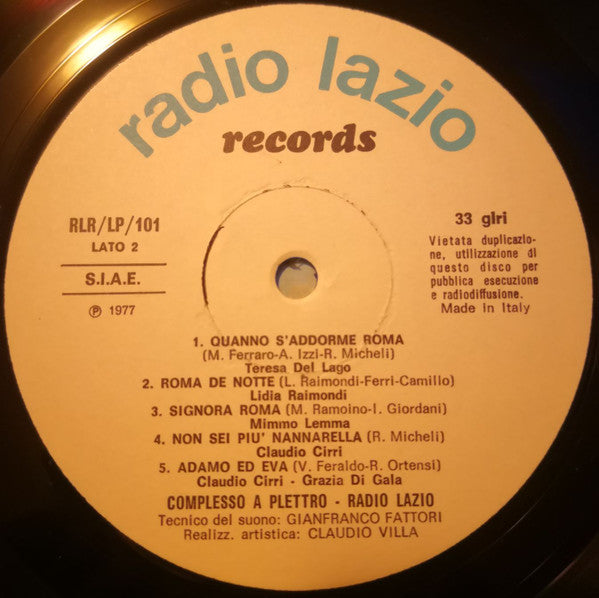 radio lazio
records
RLR/LP/101
LATO 2
S.I.A.E.
℗ 1977
33 giri
Vietata duplicazio-
ne, utilizzazione di
questo disco per
pubblica esecuzione
e radiodiffusione.
Made in Italy
1. QUANNO S'ADDORME ROMA
(M. Ferraro-A. Izzi-R. Micheli)
Teresa Del Lago
2. ROMA DE NOTTE (L. Raimondi-Ferri-Camillo)
Lidia Raimondi
3. SIGNORA ROMA (M. Ramoino-I. Giordani)
Mimmo Lemma
4. NON SEI PIU' NANNARELLA (R. Micheli)
Claudio Cirri
5. ADAMO ED EVA (V. Feraldo-R. Ortensi)
Claudio Cirri - Grazia Di Gala
COMPLESSO A PLETTRO - RADIO LAZIO
Tecnico del suono: GIANFRANCO FATTORI
Realizz. artistica: CLAUDIO VILLA